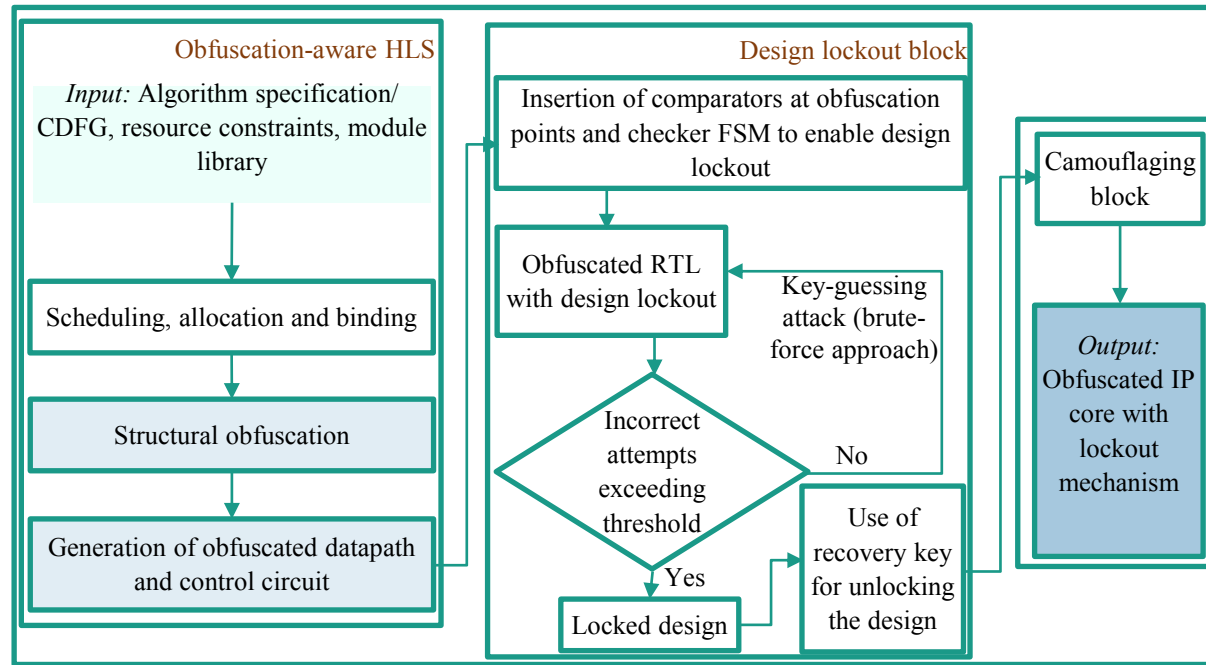 Obfuscation-aware HLS
Input: Algorithm specification/
CDFG, resource constraints, module
library
Scheduling, allocation and binding
Structural obfuscation
Generation of obfuscated datapath
and control circuit
Design lockout block
Insertion of comparators at obfuscation
points and checker FSM to enable design
lockout
Obfuscated RTL
with design lockout
Key-guessing
attack (brute-
force approach)
Incorrect
attempts
exceeding
threshold
No
Yes
Locked design
Use of
recovery key
for unlocking
the design
Camouflaging
block
Output:
Obfuscated IP
core with
lockout
mechanism